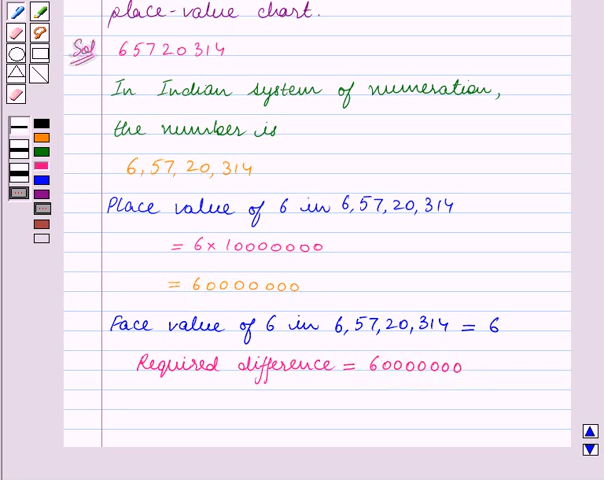 place-value chart.
Sol 65720314
In Indian system of numeration,
the number is
6,57,20,314
Place value of 6 in 6,57,20,314
= 6 × 10000000
= 60000000
Face value of 6 in 6,57,20,314 = 6
Required difference = 60000000